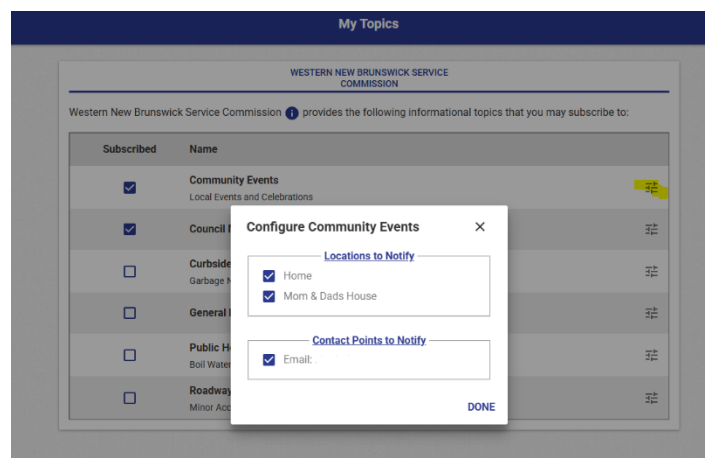 My Topics
WESTERN NEW BRUNSWICK SERVICE
COMMISSION
Western New Brunswick Service Commission provides the following informational topics that you may subscribe to:
Subscribed Name
Community Events
Local Events and Celebrations
Council
Configure Community Events
Locations to Notify
Curbside
Home
Garbage
Mom & Dads House
General
Contact Points to Notify
Public
Email:
Boil Water
Roadway
Minor
DONE